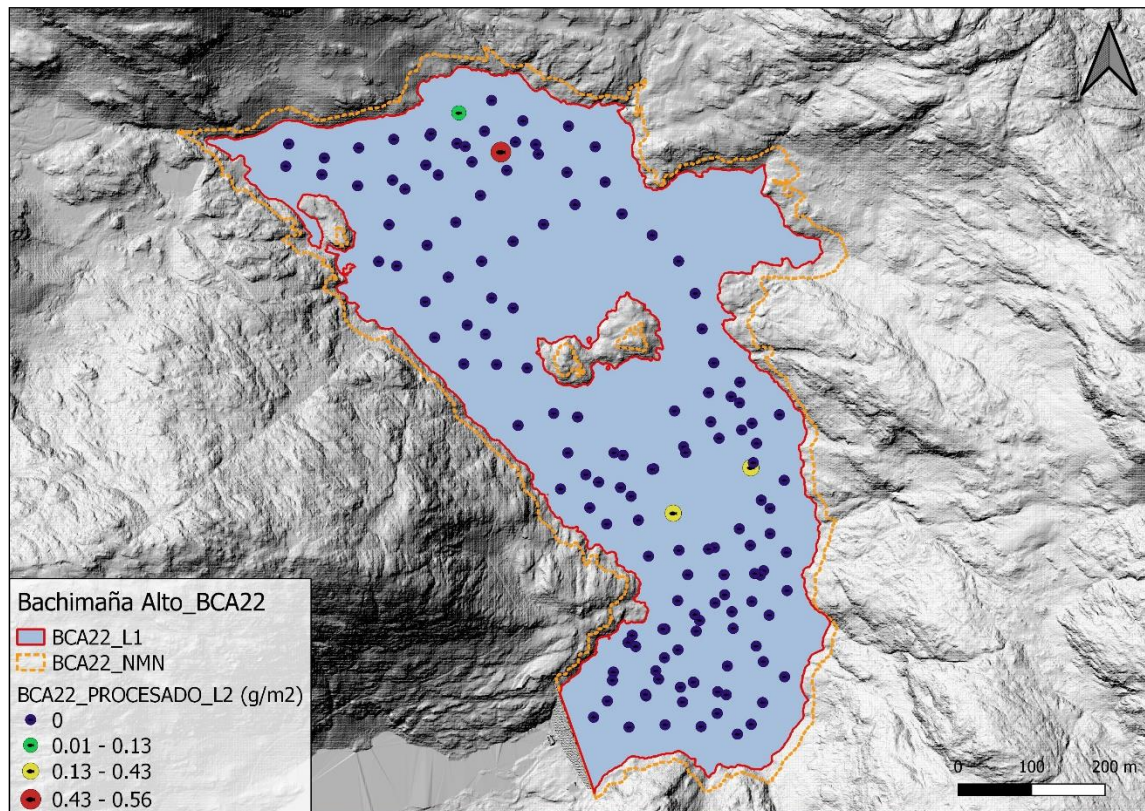 Bachimaña Alto_BCA22
BCA22_L1
BCA22_NMN
BCA22_PROCESADO_L2 (g/m2)
0
0.01 - 0.13
0.13 - 0.43
0.43 - 0.56
0 100 200 m